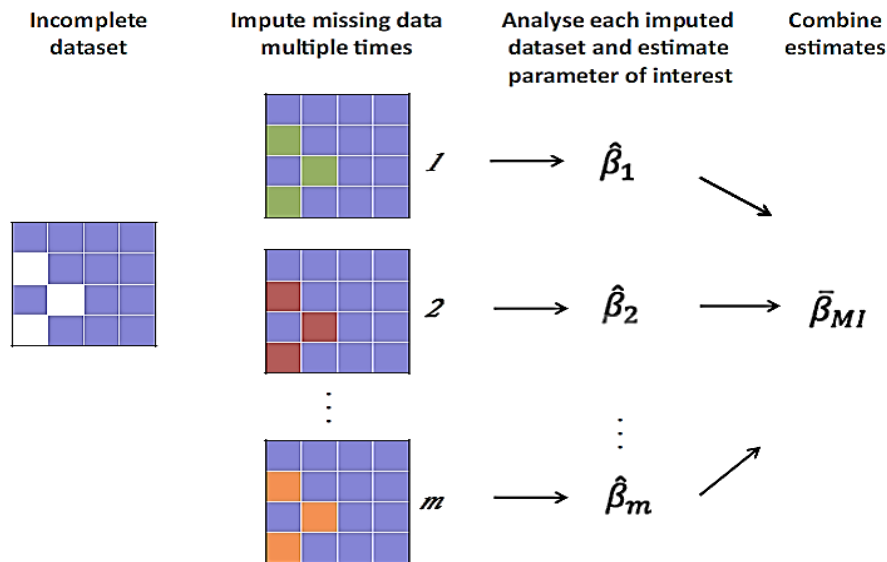 Incomplete
dataset
Impute missing data
multiple times
Analyse each imputed
dataset and estimate
parameter of interest
Combine
estimates
1
β̂₁
2
β̂₂
β̄_MI
⋮
⋮
m
β̂ₘ